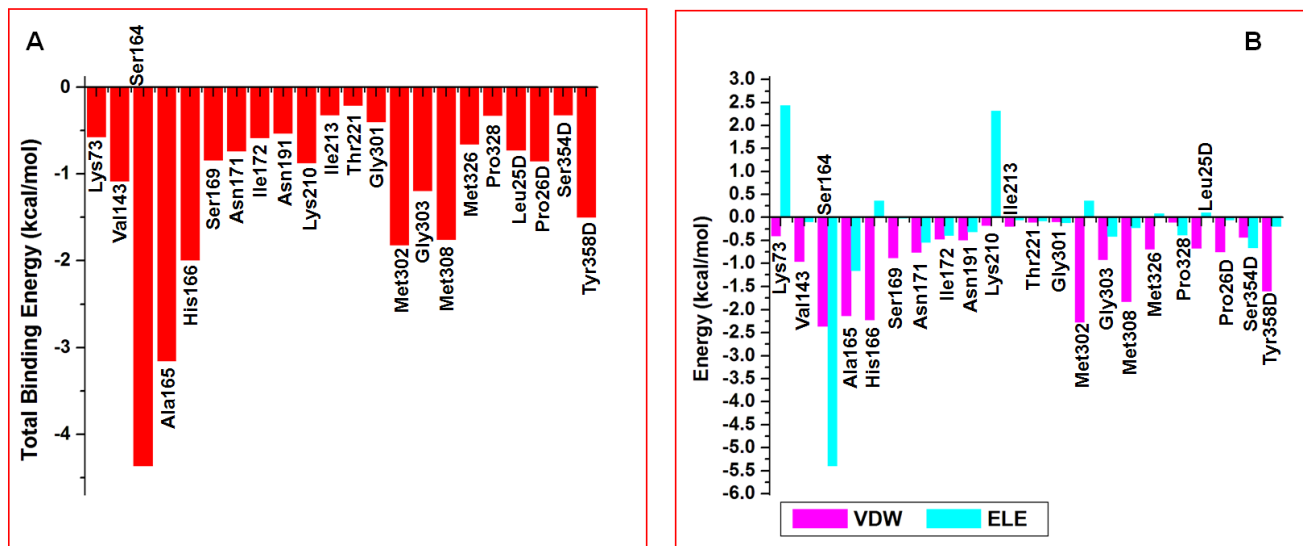 A
Total Binding Energy (kcal/mol)
0
-1
-2
-3
-4
Lys73
Val143
Ser164
Ala165
His166
Ser169
Asn171
Ile172
Asn191
Lys210
Ile213
Thr221
Gly301
Met302
Gly303
Met308
Met326
Pro328
Leu25D
Pro26D
Ser354D
Tyr358D
B
Energy (kcal/mol)
3.0
2.5
2.0
1.5
1.0
0.5
0.0
-0.5
-1.0
-1.5
-2.0
-2.5
-3.0
-3.5
-4.0
-4.5
-5.0
-5.5
-6.0
Lys73
Val143
Ser164
Ala165
His166
Ser169
Asn171
Ile172
Asn191
Lys210
Ile213
Thr221
Gly301
Met302
Gly303
Met308
Met326
Pro328
Leu25D
Pro26D
Ser354D
Tyr358D
VDW
ELE